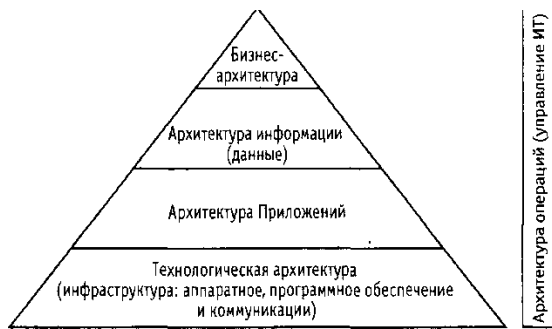 Бизнес-
архитектура
Архитектура информации
(данные)
Архитектура Приложений
Технологическая архитектура
(инфраструктура: аппаратное, программное обеспечение
и коммуникации)
Архитектура операций (управление ИТ)